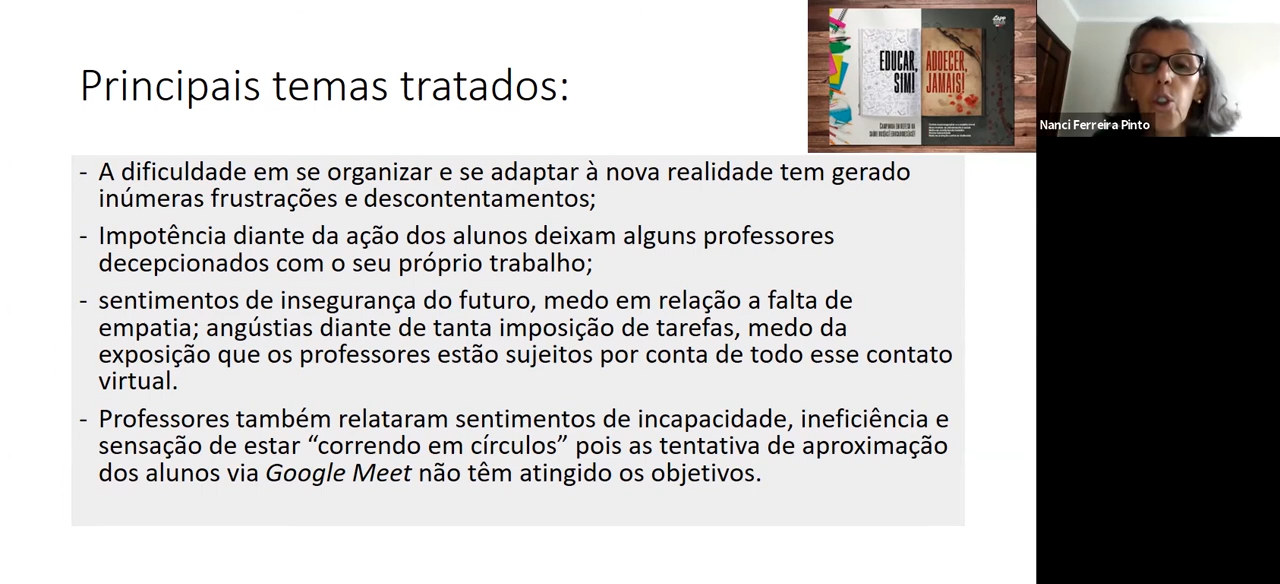 Principais temas tratados:
EDUCAR,
SIM!
ADOECER,
JAMAIS!
Nanci Ferreira Pinto
- A dificuldade em se organizar e se adaptar à nova realidade tem gerado
inúmeras frustrações e descontentamentos;
- Impotência diante da ação dos alunos deixam alguns professores
decepcionados com o seu próprio trabalho;
- sentimentos de insegurança do futuro, medo em relação a falta de
empatia; angústias diante de tanta imposição de tarefas, medo da
exposição que os professores estão sujeitos por conta de todo esse contato
virtual.
- Professores também relataram sentimentos de incapacidade, ineficiência e
sensação de estar “correndo em círculos” pois as tentativa de aproximação
dos alunos via Google Meet não têm atingido os objetivos.